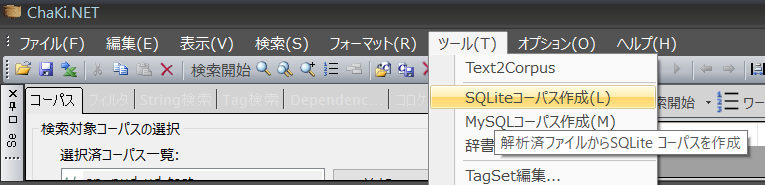 ChaKi.NET
ファイル(F) 編集(E) 表示(V) 検索(S) フォーマット(R) ツール(T) オプション(O) ヘルプ(H)
検索開始
Text2Corpus
SQLiteコーパス作成(L)
MySQLコーパス作成(M)
解析済ファイルからSQLite コーパスを作成
辞書
TagSet編集...
開始 ワー
コーパス フィルタ String検索 Tag検索 Dependenc... コロケ
Se
検索対象コーパスの選択
選択済コーパス一覧: